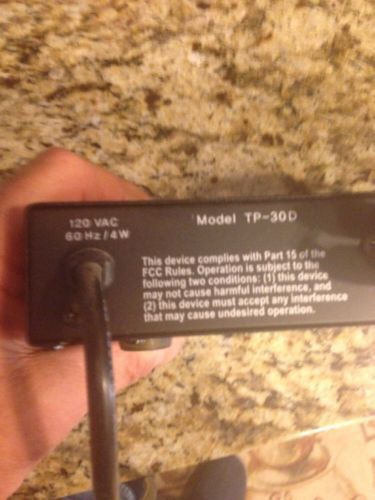 120 VAC
60 Hz/4W
Model TP-30D
This device complies with Part 15 of the
FCC Rules. Operation is subject to the
following two conditions: (1) this device
may not cause harmful interference, and
(2) this device must accept any interference
that may cause undesired operation.